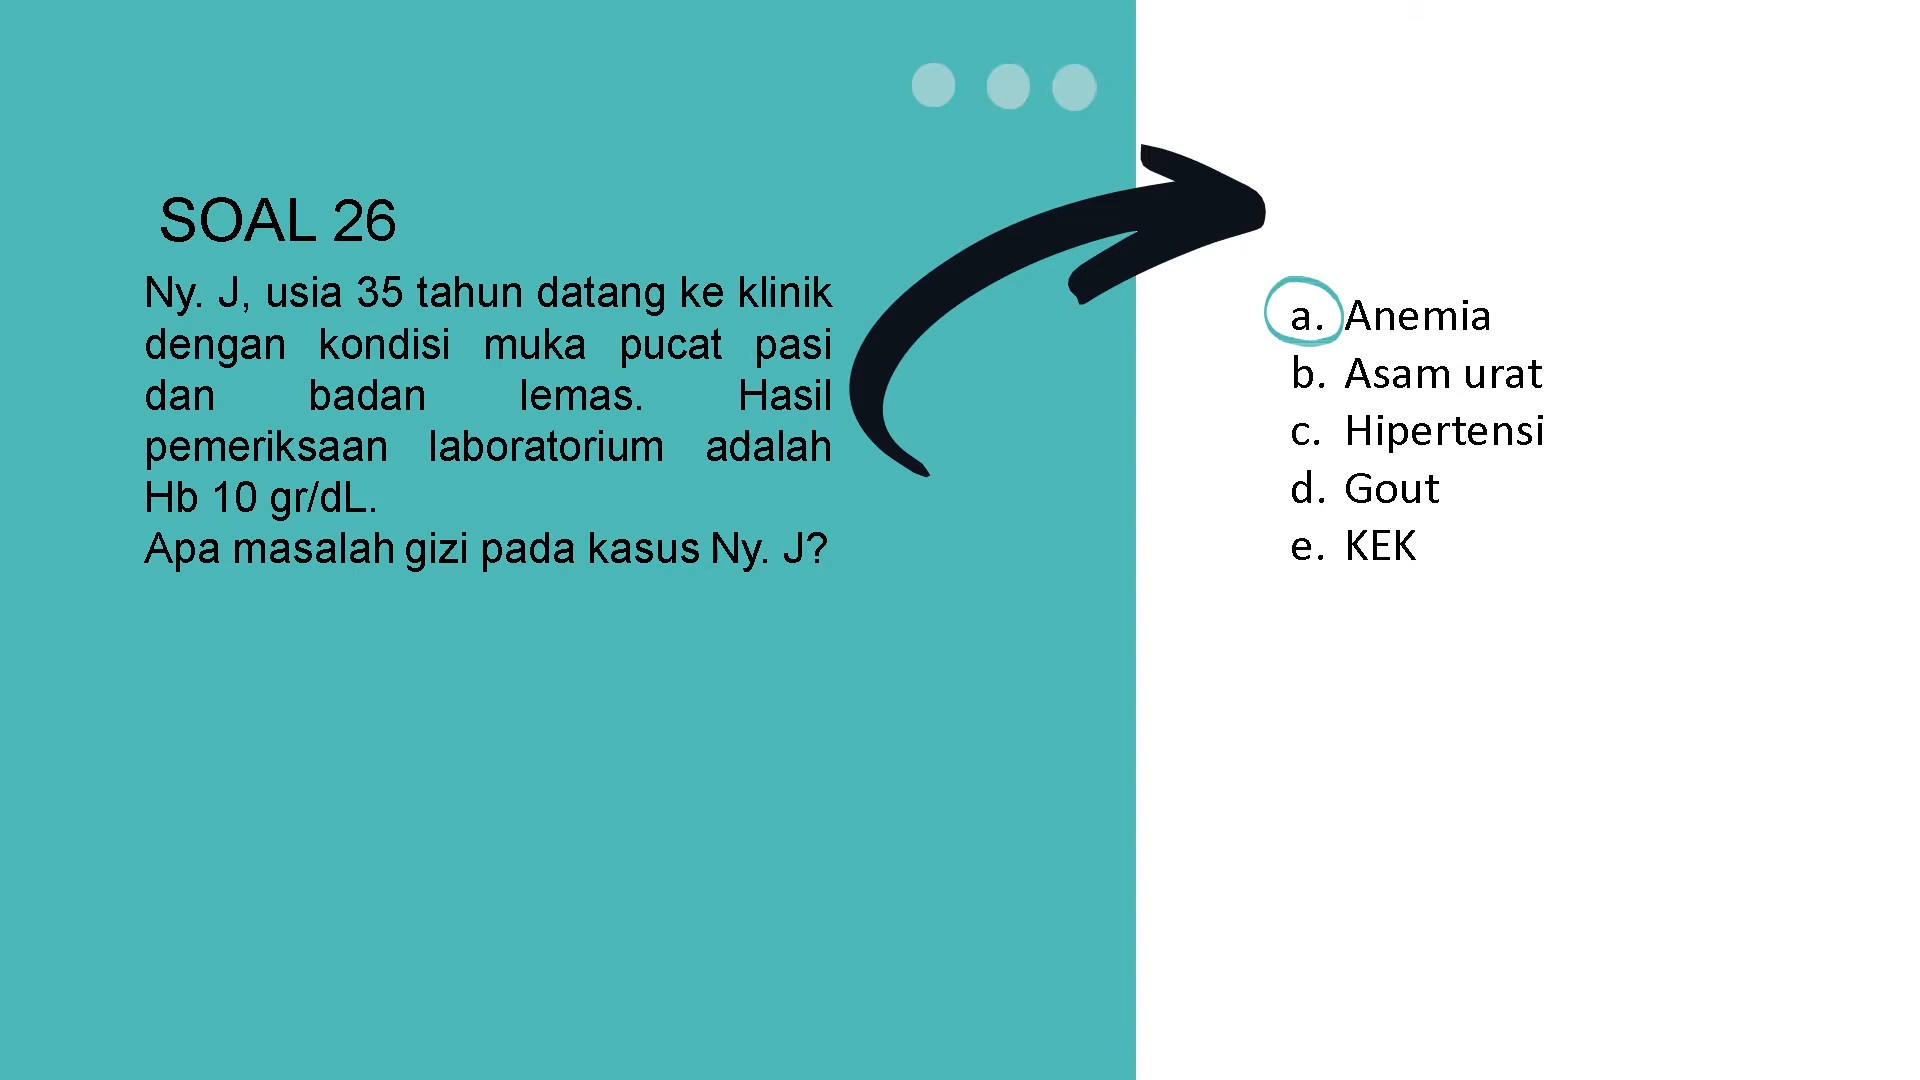 SOAL 26
Ny. J, usia 35 tahun datang ke klinik
dengan kondisi muka pucat pasi
dan badan lemas. Hasil
pemeriksaan laboratorium adalah
Hb 10 gr/dL.
Apa masalah gizi pada kasus Ny. J?
a. Anemia
b. Asam urat
c. Hipertensi
d. Gout
e. KEK